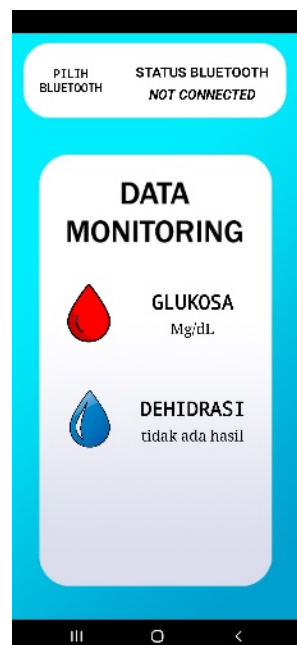 PILIH
BLUETOOTH
STATUS BLUETOOTH
NOT CONNECTED
DATA
MONITORING
GLUKOSA
Mg/dL
DEHIDRASI
tidak ada hasil